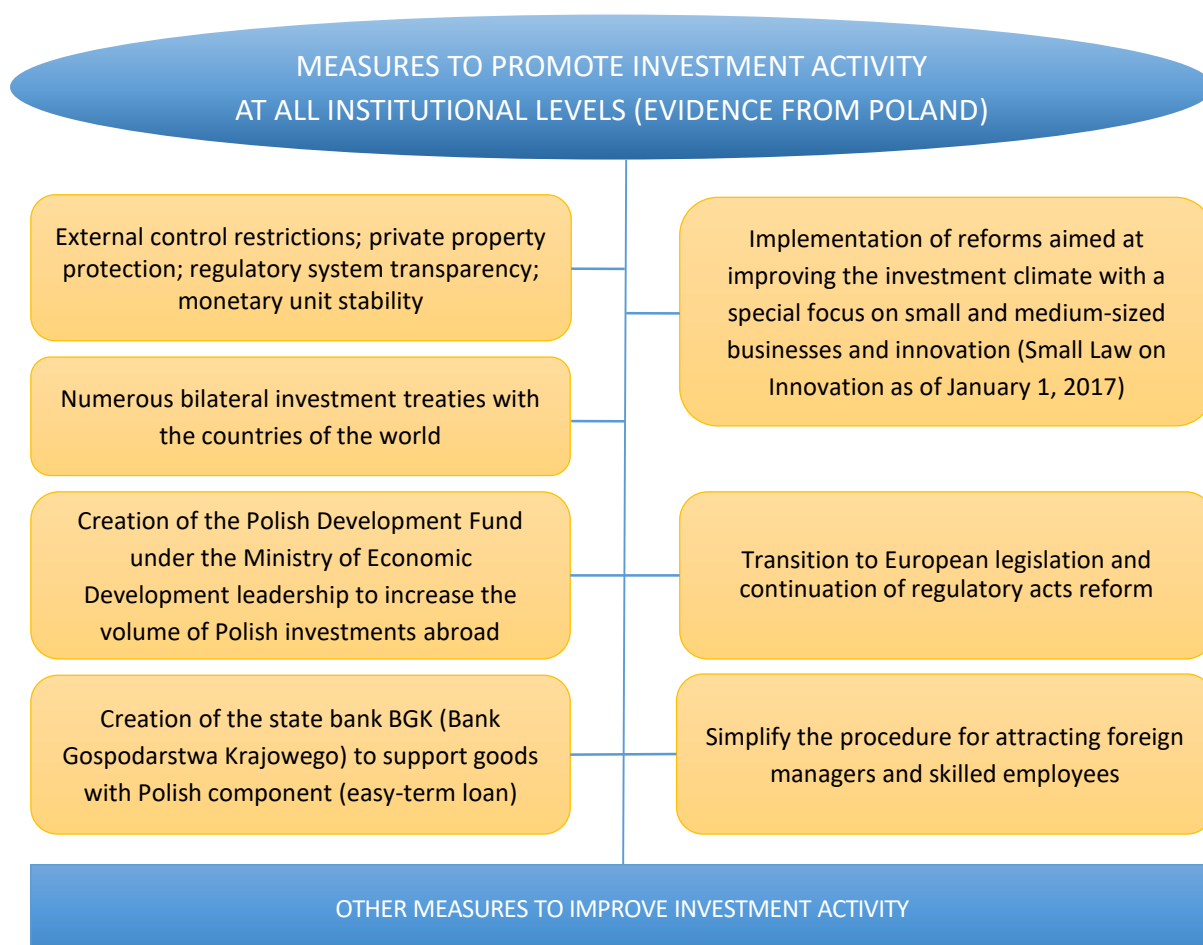 MEASURES TO PROMOTE INVESTMENT ACTIVITY
AT ALL INSTITUTIONAL LEVELS (EVIDENCE FROM POLAND)
External control restrictions; private property
protection; regulatory system transparency;
monetary unit stability
Implementation of reforms aimed at
improving the investment climate with a
special focus on small and medium-sized
businesses and innovation (Small Law on
Innovation as of January 1, 2017)
Numerous bilateral investment treaties with
the countries of the world
Creation of the Polish Development Fund
under the Ministry of Economic
Development leadership to increase the
volume of Polish investments abroad
Transition to European legislation and
continuation of regulatory acts reform
Creation of the state bank BGK (Bank
Gospodarstwa Krajowego) to support goods
with Polish component (easy-term loan)
Simplify the procedure for attracting foreign
managers and skilled employees
OTHER MEASURES TO IMPROVE INVESTMENT ACTIVITY